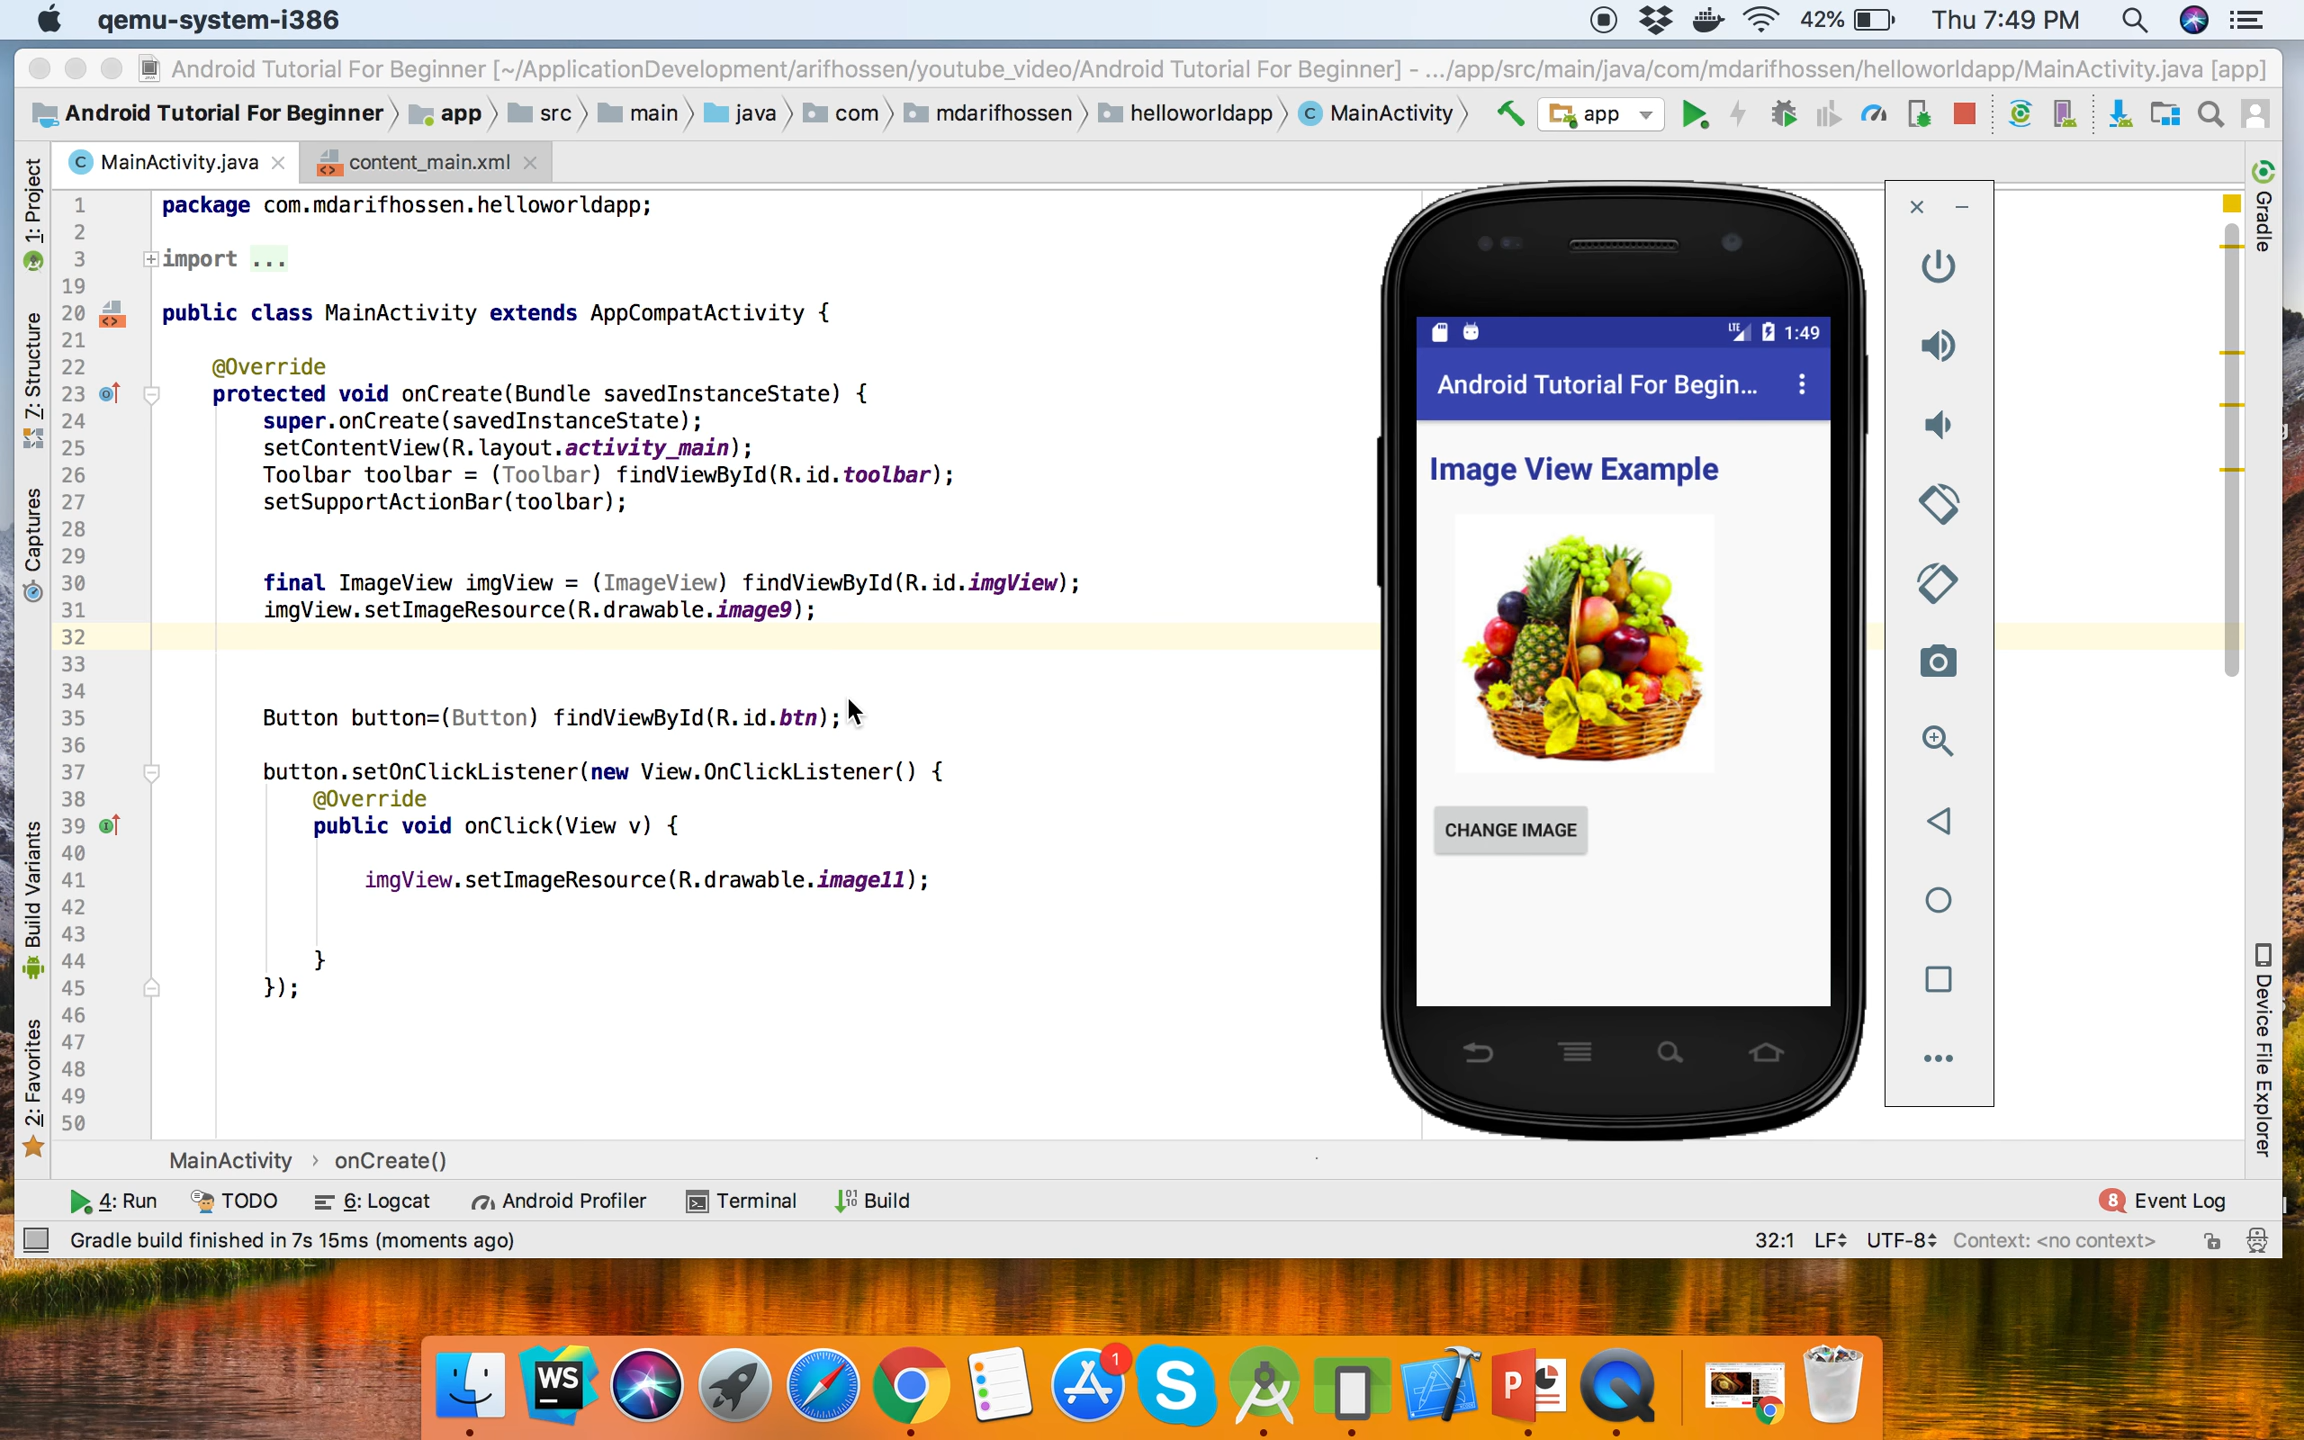 qemu-system-i386
42%
Thu 7:49 PM
Android Tutorial For Beginner [~/ApplicationDevelopment/arifhossen/youtube_video/Android Tutorial For Beginner] - .../app/src/main/java/com/mdarifhossen/helloworldapp/MainActivity.java [app]
Android Tutorial For Beginner app src main java com mdarifhossen helloworldapp C MainActivity app
C MainActivity.java content_main.xml
1: Project
7: Structure
Captures
Build Variants
2: Favorites
1 package com.mdarifhossen.helloworldapp;
2
3 import ...
19
20 public class MainActivity extends AppCompatActivity {
21
22 @Override
23 protected void onCreate(Bundle savedInstanceState) {
24 super.onCreate(savedInstanceState);
25 setContentView(R.layout.activity_main);
26 Toolbar toolbar = (Toolbar) findViewById(R.id.toolbar);
27 setSupportActionBar(toolbar);
28
29
30 final ImageView imgView = (ImageView) findViewById(R.id.imgView);
31 imgView.setImageResource(R.drawable.image9);
32
33
34
35 Button button=(Button) findViewById(R.id.btn);
36
37 button.setOnClickListener(new View.OnClickListener() {
38 @Override
39 public void onClick(View v) {
40
41 imgView.setImageResource(R.drawable.image11);
42
43
44 }
45 });
46
47
48
49
50
LTE 1:49
Android Tutorial For Begin...
Image View Example
CHANGE IMAGE
Gradle
Device File Explorer
MainActivity › onCreate()
4: Run TODO 6: Logcat Android Profiler Terminal Build
8 Event Log
Gradle build finished in 7s 15ms (moments ago)
32:1 LF UTF-8 Context: <no context>
WS
1
S
P